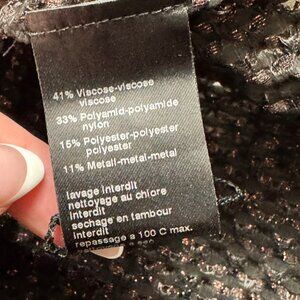 41% Viscose-viscose
viscose
33% Polyamid-polyamide
nylon
15% Polyester-polyester
polyester
11% Metall-metal-metal
lavage interdit
nettoyage au chlore
interdit
sechage en tambour
interdit
repassage a 100 C max.